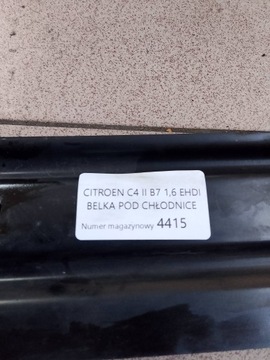 CITROEN C4 II B7 1,6 EHDI
BELKA POD CHŁODNICE
Numer magazynowy 4415